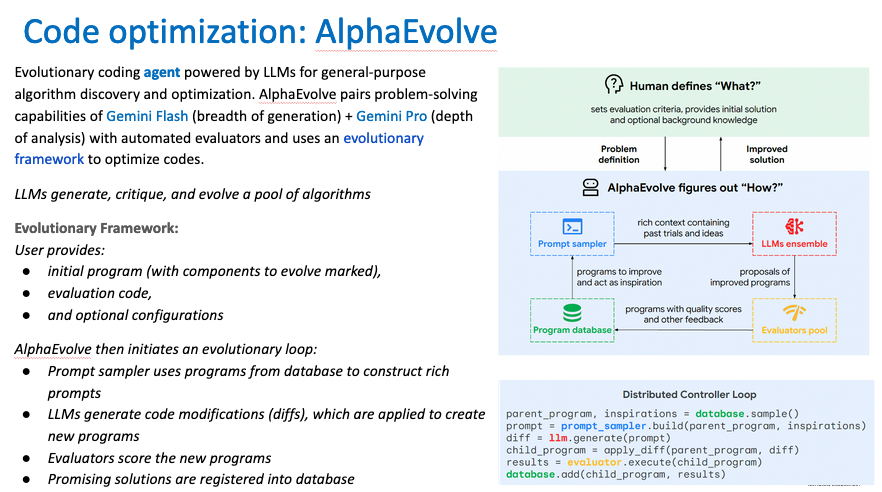 Code optimization: AlphaEvolve
Evolutionary coding agent powered by LLMs for general-purpose
algorithm discovery and optimization. AlphaEvolve pairs problem-solving
capabilities of Gemini Flash (breadth of generation) + Gemini Pro (depth
of analysis) with automated evaluators and uses an evolutionary
framework to optimize codes.
LLMs generate, critique, and evolve a pool of algorithms
Evolutionary Framework:
User provides:
● initial program (with components to evolve marked),
● evaluation code,
● and optional configurations
AlphaEvolve then initiates an evolutionary loop:
● Prompt sampler uses programs from database to construct rich
prompts
● LLMs generate code modifications (diffs), which are applied to create
new programs
● Evaluators score the new programs
● Promising solutions are registered into database
Human defines “What?”
sets evaluation criteria, provides initial solution
and optional background knowledge
Problem
definition
Improved
solution
AlphaEvolve figures out “How?”
Prompt sampler
rich context containing
past trials and ideas
LLMs ensemble
programs to improve
and act as inspiration
proposals of
improved programs
Program database
programs with quality scores
and other feedback
Evaluators pool
Distributed Controller Loop
parent_program, inspirations = database.sample()
prompt = prompt_sampler.build(parent_program, inspirations)
diff = llm.generate(prompt)
child_program = apply_diff(parent_program, diff)
results = evaluator.execute(child_program)
database.add(child_program, results)